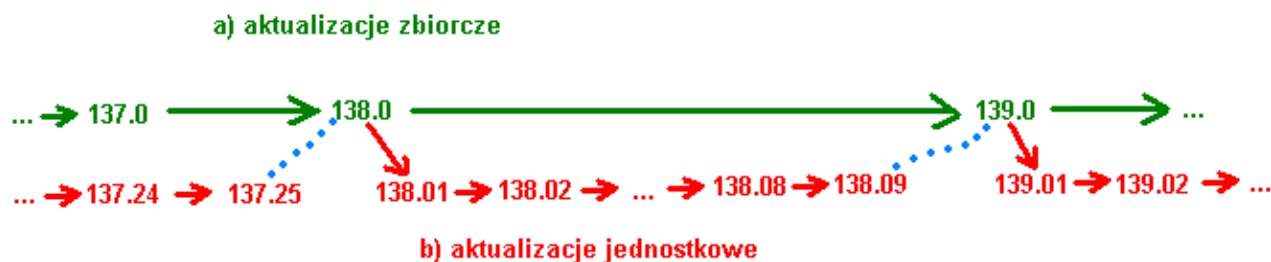 a) aktualizacje zbiorcze
... 137.0 138.0 139.0 ...
... 137.24 137.25 138.01 138.02 ... 138.08 138.09 139.01 139.02 ...
b) aktualizacje jednostkowe